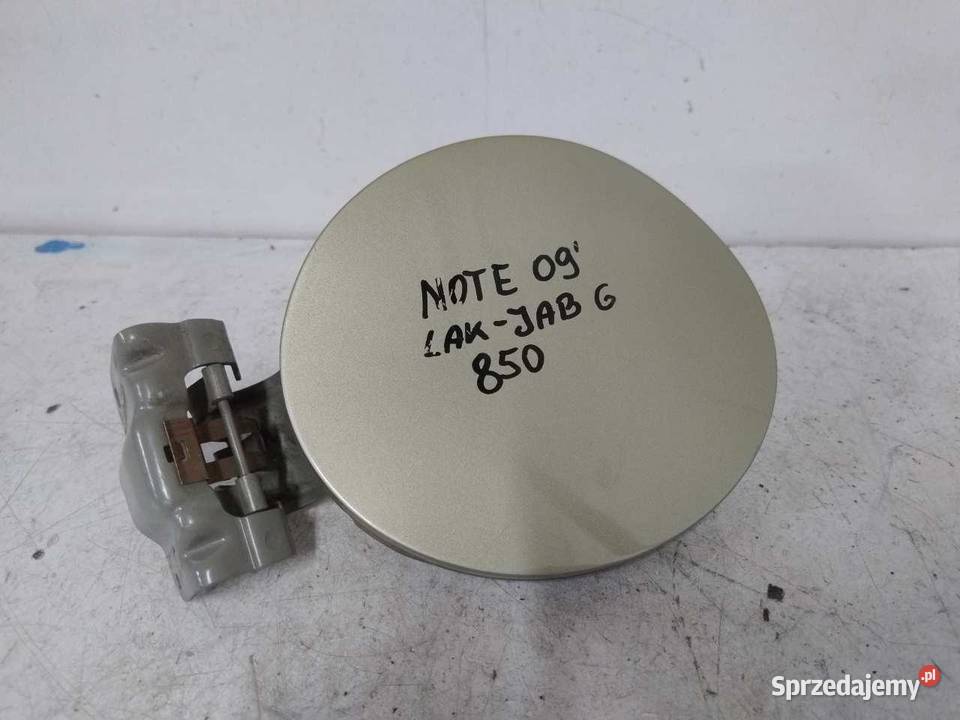 NOTE 09'
LAK-JAB G
850
Sprzedajemy.pl